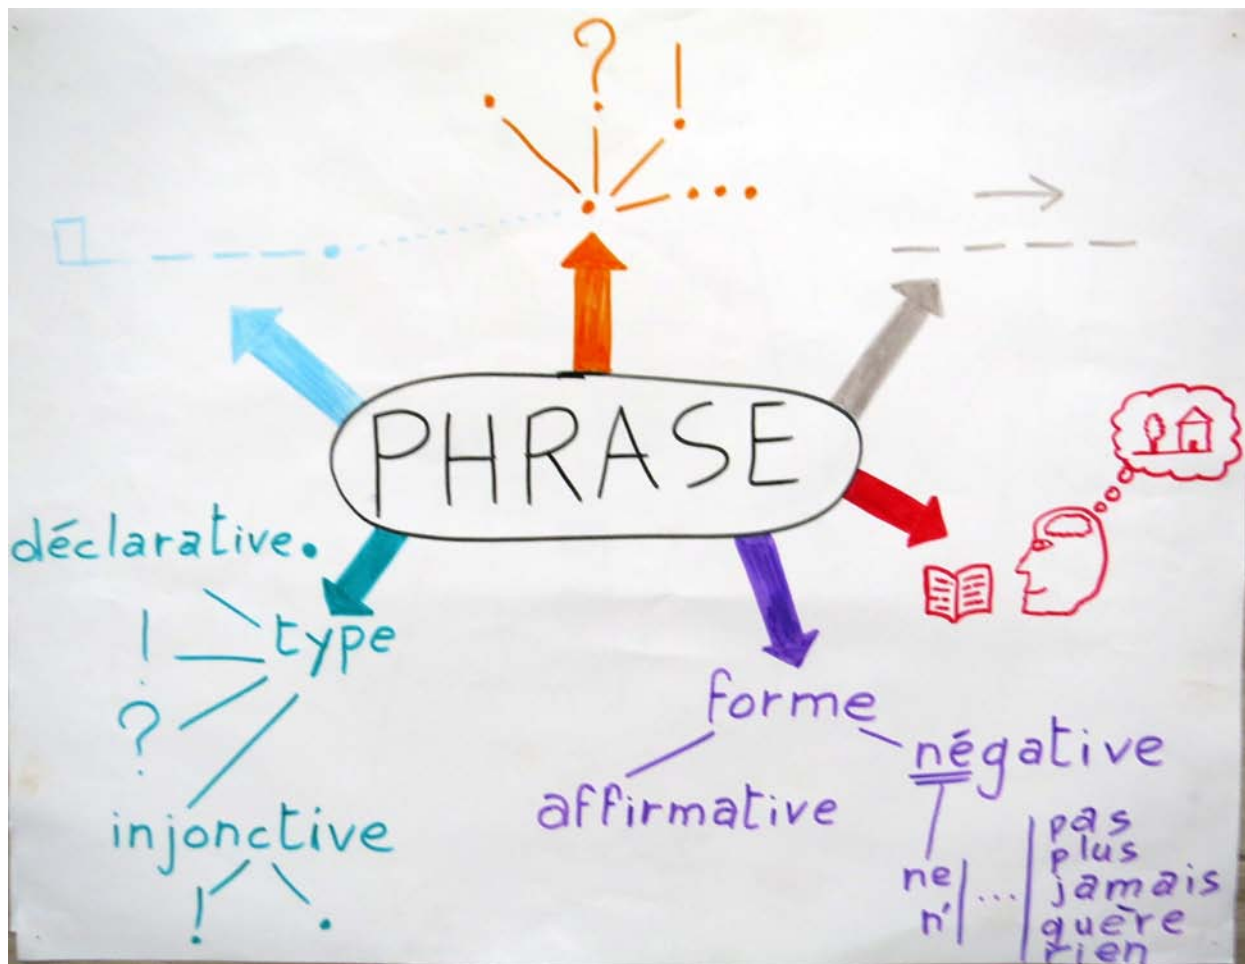 ? !
. ...
PHRASE
déclarative.
!
type
?
injonctive
! .
forme
négative
affirmative
ne
n'
...
pas
plus
jamais
guère
rien